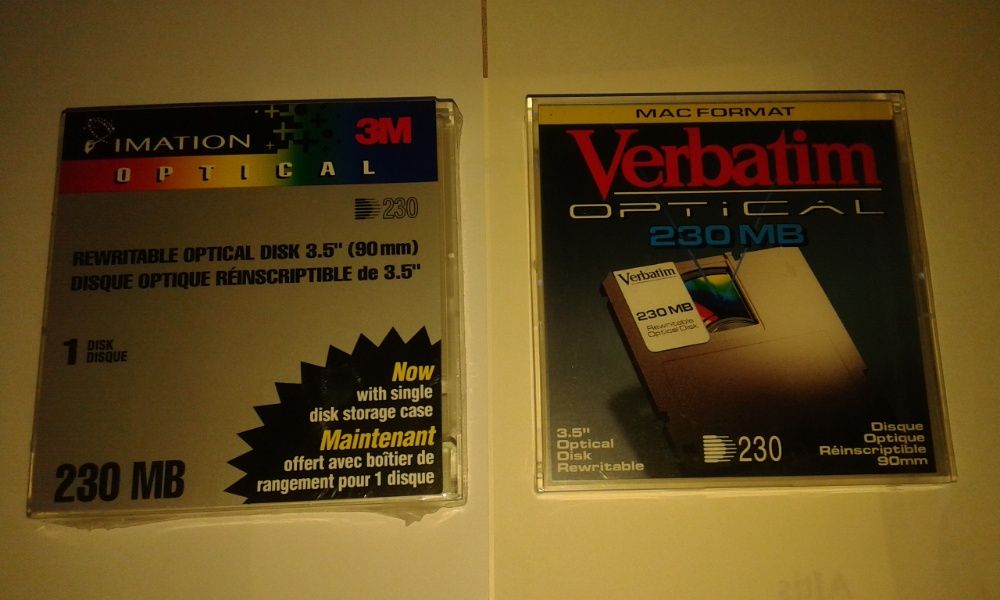 IMATION 3M
OPTICAL
230
REWRITABLE OPTICAL DISK 3.5" (90mm)
DISQUE OPTIQUE RÉINSCRIPTIBLE de 3.5"
1 DISK
DISQUE
Now
with single
disk storage case
Maintenant
offert avec boîtier de
rangement pour 1 disque
230 MB
MAC FORMAT
Verbatim
OPTICAL
230 MB
Verbatim
230 MB
Rewritable
Optical Disk
3.5"
Optical
Disk
Rewritable
230
Disque
Optique
Réinscriptible
90mm